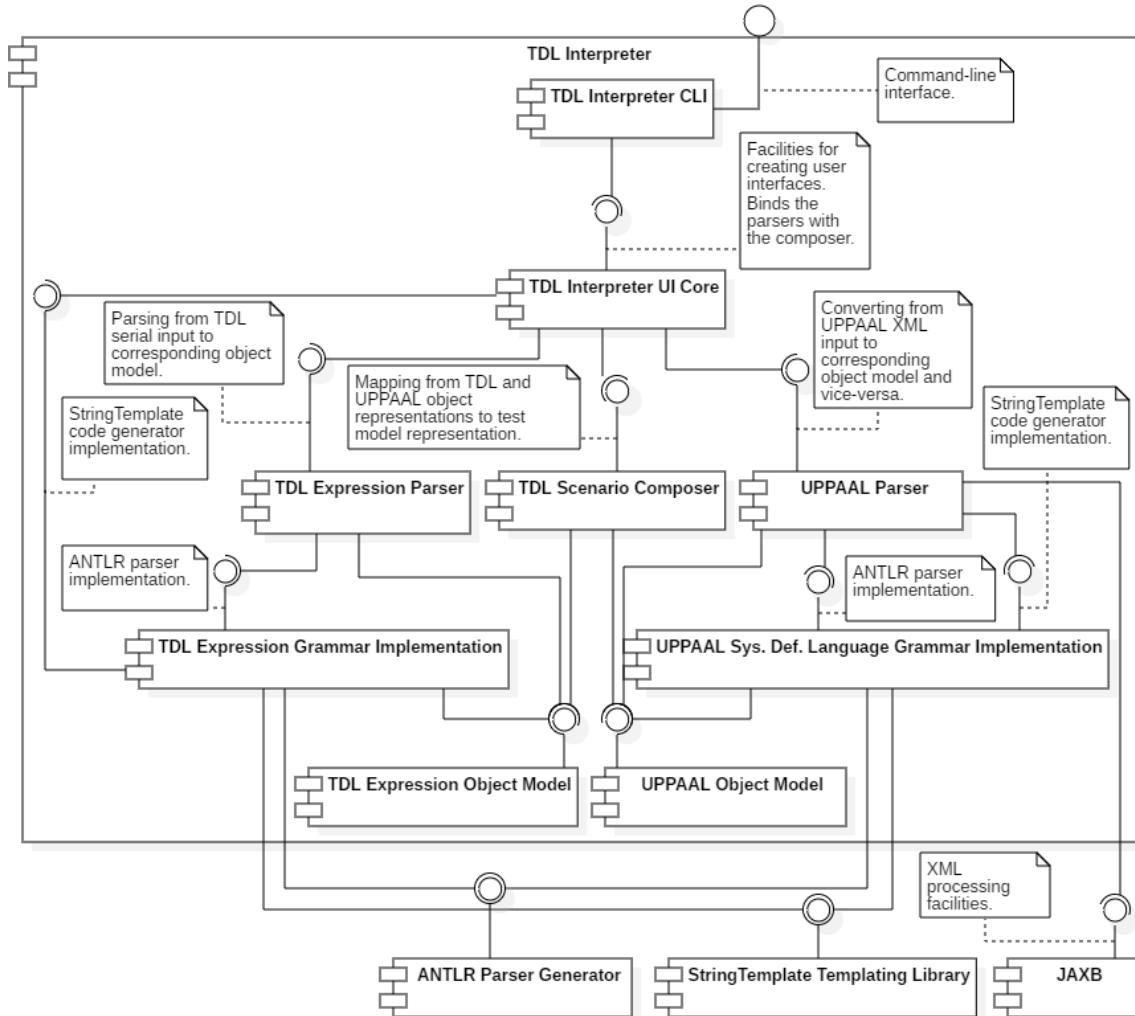 TDL Interpreter
TDL Interpreter CLI
Command-line
interface.
Facilities for
creating user
interfaces.
Binds the
parsers with
the composer.
TDL Interpreter UI Core
Parsing from TDL
serial input to
corresponding object
model.
Converting from
UPPAAL XML
input to
corresponding
object model and
vice-versa.
Mapping from TDL and
UPPAAL object
representations to test
model representation.
StringTemplate
code generator
implementation.
StringTemplate
code generator
implementation.
TDL Expression Parser
TDL Scenario Composer
UPPAAL Parser
ANTLR parser
implementation.
ANTLR parser
implementation.
TDL Expression Grammar Implementation
UPPAAL Sys. Def. Language Grammar Implementation
TDL Expression Object Model
UPPAAL Object Model
XML
processing
facilities.
ANTLR Parser Generator
StringTemplate Templating Library
JAXB